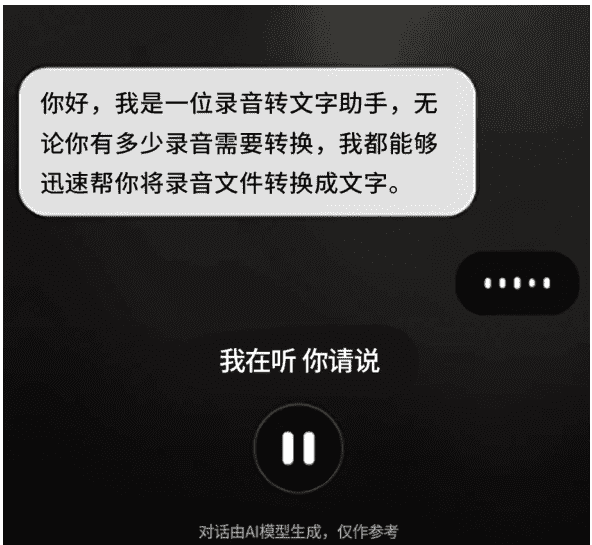 你好，我是一位录音转文字助手，无
论你有多少录音需要转换，我都能够
迅速帮你将录音文件转换成文字。
我在听 你请说
对话由AI模型生成，仅作参考